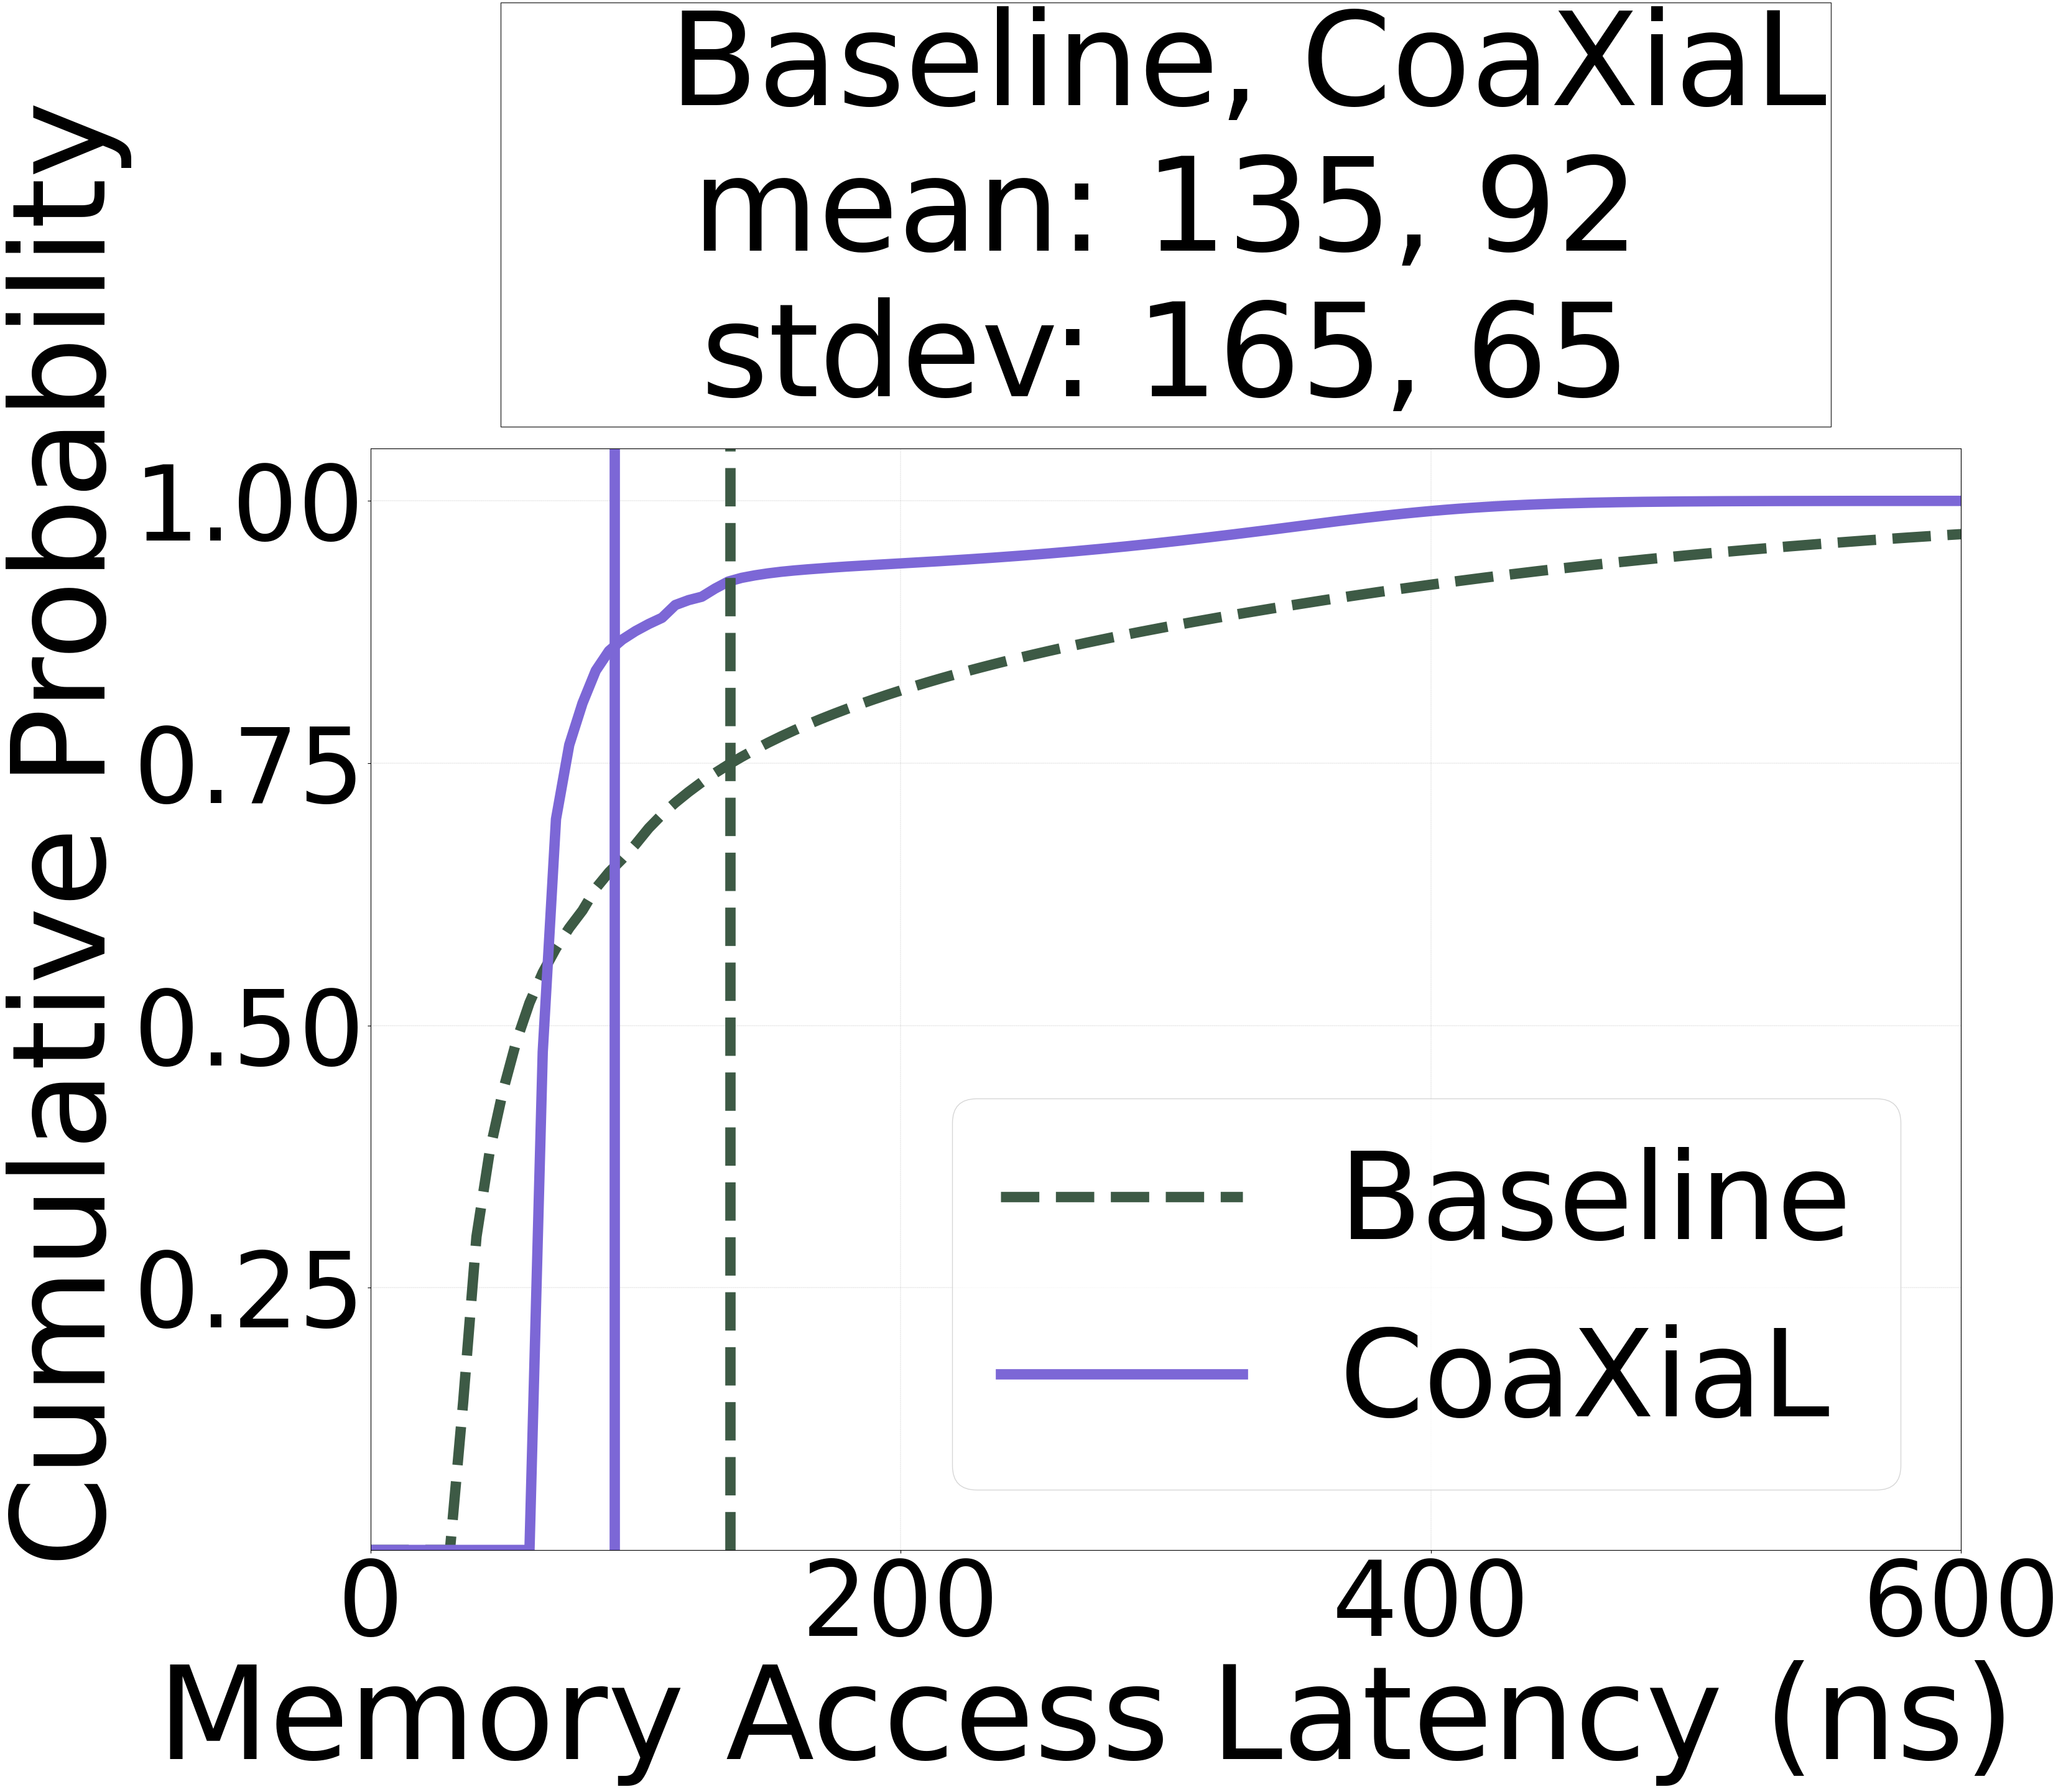 Baseline, CoaXiaL
mean: 135, 92
stdev: 165, 65
Cumulative Probability
1.00
0.75
0.50
0.25
Baseline
CoaXiaL
0 200 400 600
Memory Access Latency (ns)